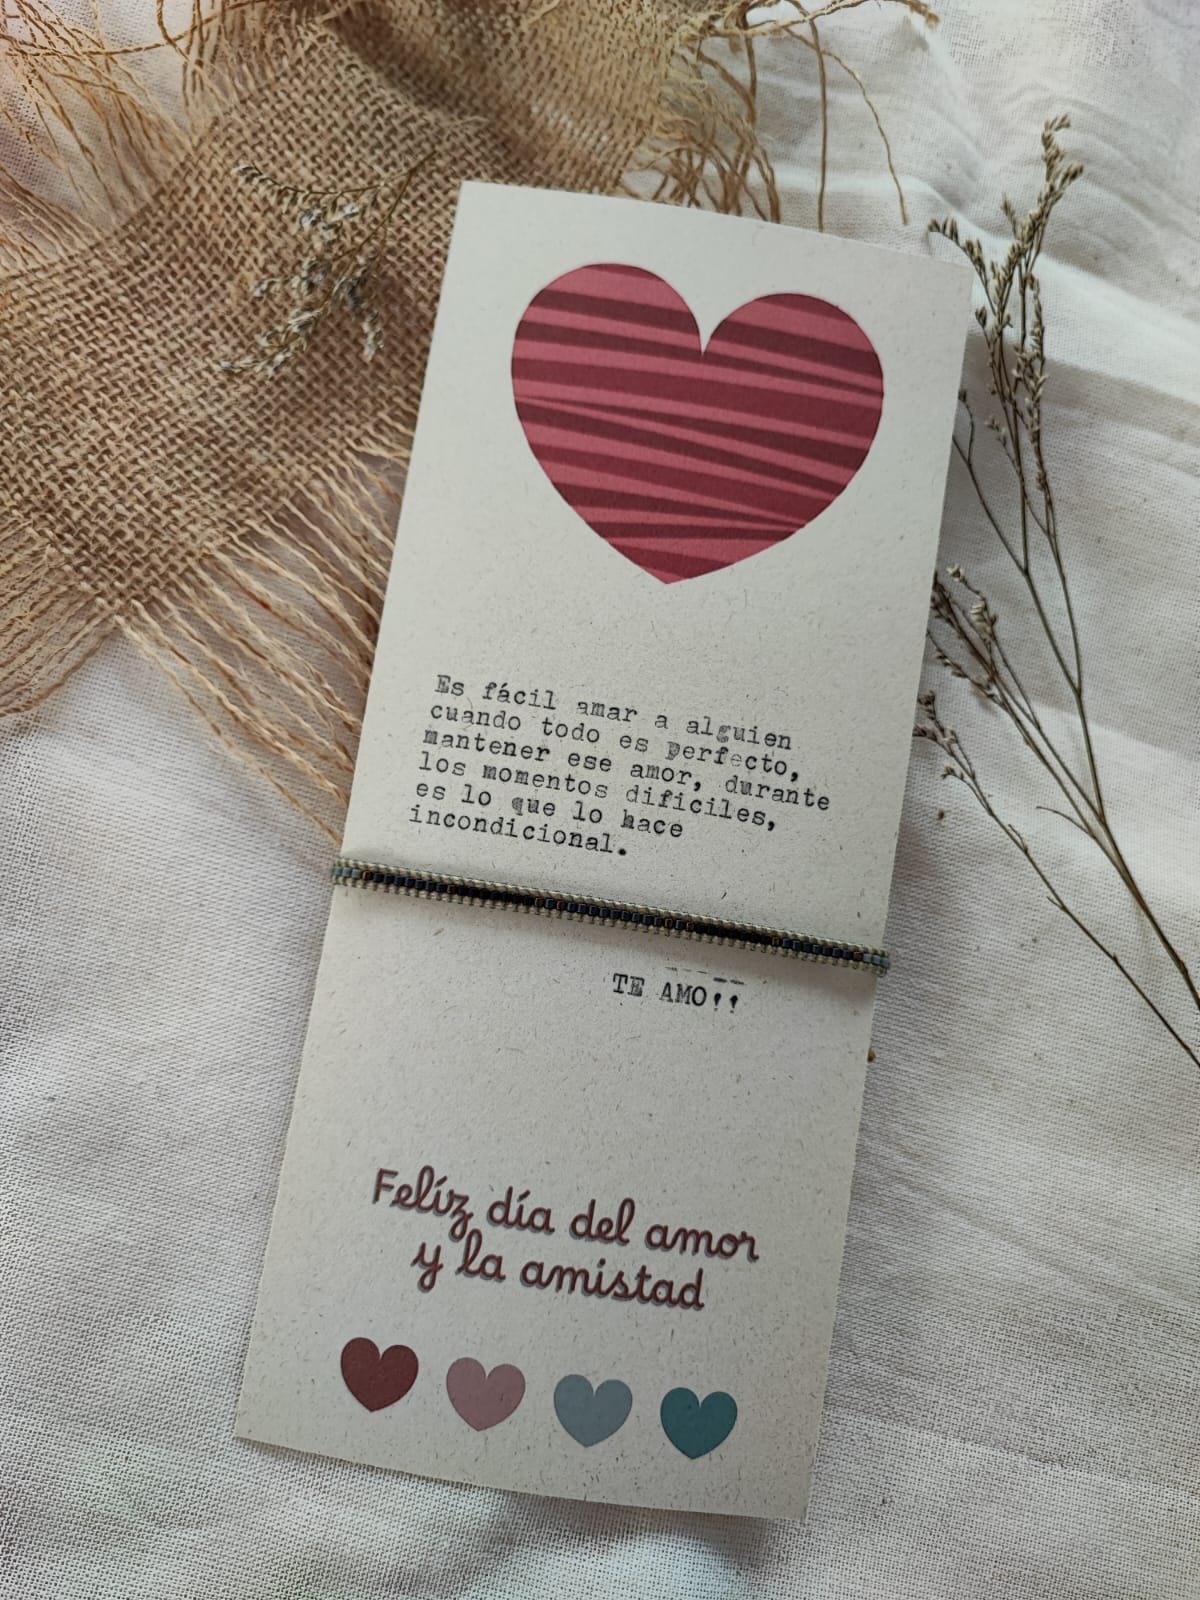 Es fácil amar a alguien
cuando todo es perfecto,
mantener ese amor, durante
los momentos dificiles,
es lo que lo hace
incondicional.
TE AMO!!
Felíz día del amor
y la amistad